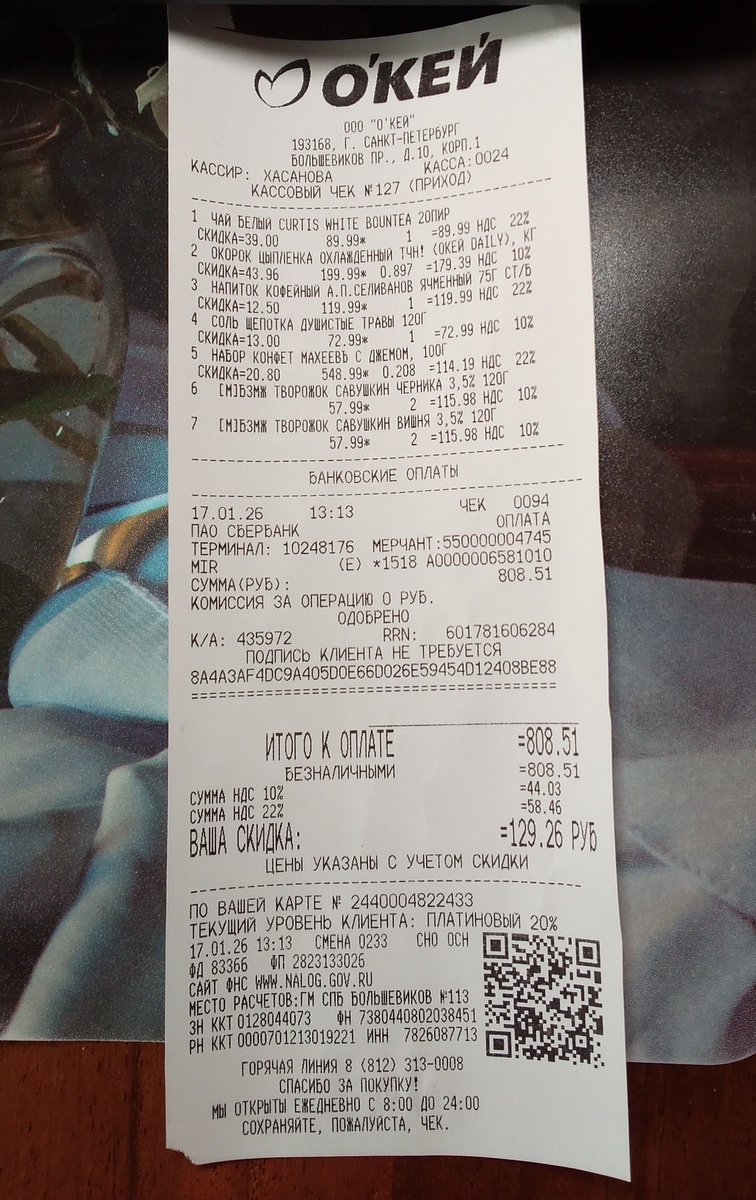 О'КЕЙ
ООО "О'КЕЙ"
193168, Г. САНКТ-ПЕТЕРБУРГ
БОЛЬШЕВИКОВ ПР., Д.10, КОРП.1
КАССИР: ХАСАНОВА КАССА:0024
КАССОВЫЙ ЧЕК №127 (ПРИХОД)
1 ЧАЙ БЕЛЫЙ CURTIS WHITE BOUNTEA 20ПИР
СКИДКА=39.00 89.99* 1 =89.99 НДС 22%
2 ОКОРОК ЦЫПЛЕНКА ОХЛАЖДЕННЫЙ ТЧН! (ОКЕЙ DAILY), КГ
СКИДКА=43.96 199.99* 0.897 =179.39 НДС 10%
3 НАПИТОК КОФЕЙНЫЙ А.П.СЕЛИВАНОВ ЯЧМЕННЫЙ 75Г СТ/Б
СКИДКА=12.50 119.99* 1 =119.99 НДС 22%
4 СОЛЬ ЩЕПОТКА ДУШИСТЫЕ ТРАВЫ 120Г
СКИДКА=13.00 72.99* 1 =72.99 НДС 10%
5 НАБОР КОНФЕТ МАХЕЕВЪ С ДЖЕМОМ, 100Г
СКИДКА=20.80 548.99* 0.208 =114.19 НДС 22%
6 [М]БЗМЖ ТВОРОЖОК САВУШКИН ЧЕРНИКА 3,5% 120Г
57.99* 2 =115.98 НДС 10%
7 [М]БЗМЖ ТВОРОЖОК САВУШКИН ВИШНЯ 3,5% 120Г
57.99* 2 =115.98 НДС 10%
БАНКОВСКИЕ ОПЛАТЫ
17.01.26 13:13 ЧЕК 0094
ПАО СБЕРБАНК ОПЛАТА
ТЕРМИНАЛ: 10248176 МЕРЧАНТ:550000004745
MIR (E) *1518 A0000006581010
СУММА(РУБ): 808.51
КОМИССИЯ ЗА ОПЕРАЦИЮ 0 РУБ.
ОДОБРЕНО
К/А: 435972 RRN: 601781606284
ПОДПИСЬ КЛИЕНТА НЕ ТРЕБУЕТСЯ
8A4A3AF4DC9A405D0E66D026E59454D12408BE88
ИТОГО К ОПЛАТЕ =808.51
БЕЗНАЛИЧНЫМИ =808.51
СУММА НДС 10% =44.03
СУММА НДС 22% =58.46
ВАША СКИДКА: =129.26 РУБ
ЦЕНЫ УКАЗАНЫ С УЧЕТОМ СКИДКИ
ПО ВАШЕЙ КАРТЕ № 2440004822433
ТЕКУЩИЙ УРОВЕНЬ КЛИЕНТА: ПЛАТИНОВЫЙ 20%
17.01.26 13:13 СМЕНА 0233 СНО ОСН
ФД 83366 ФП 2823133026
САЙТ ФНС WWW.NALOG.GOV.RU
МЕСТО РАСЧЕТОВ:ГМ СПБ БОЛЬШЕВИКОВ №113
ЗН ККТ 0128044073 ФН 7380440802038451
РН ККТ 0000701213019221 ИНН 7826087713
ГОРЯЧАЯ ЛИНИЯ 8 (812) 313-0008
СПАСИБО ЗА ПОКУПКУ!
МЫ ОТКРЫТЫ ЕЖЕДНЕВНО С 8:00 ДО 24:00
СОХРАНЯЙТЕ, ПОЖАЛУЙСТА, ЧЕК.